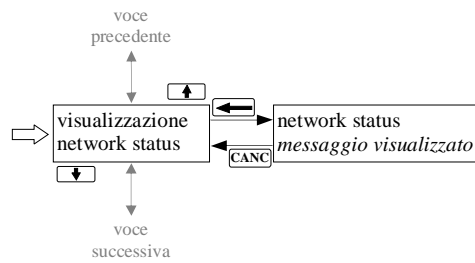 voce
precedente
visualizzazione
network status
network status
messaggio visualizzato
CANC
voce
successiva